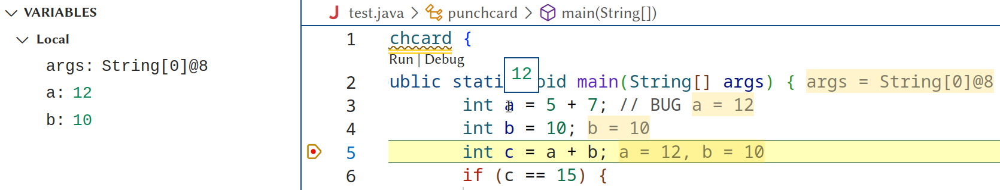 VARIABLES
Local
args: String[0]@8
a: 12
b: 10
test.java > punchcard > main(String[])
1 chcard {
Run | Debug
12
2 ublic stati oid main(String[] args) { args = String[0]@8
3 int a = 5 + 7; // BUG a = 12
4 int b = 10; b = 10
5 int c = a + b; a = 12, b = 10
6 if (c == 15) {